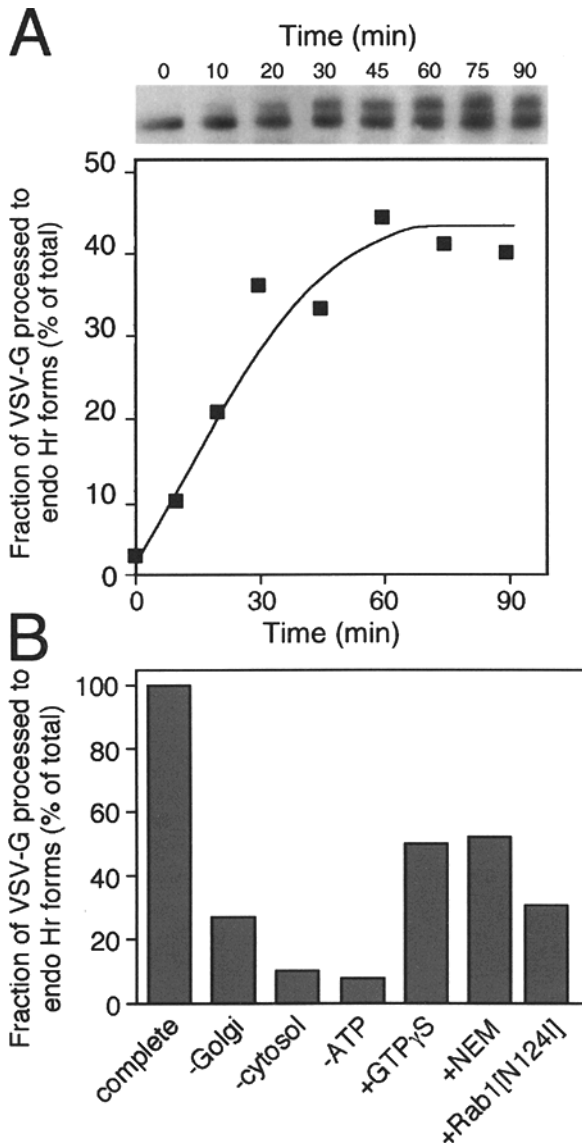 A
Time (min)
0 10 20 30 45 60 75 90
Fraction of VSV-G processed to
endo Hr forms (% of total)
50
40
30
20
10
0
0 30 60 90
Time (min)
B
Fraction of VSV-G processed to
endo Hr forms (% of total)
100
80
60
40
20
0
complete
-Golgi
-cytosol
-ATP
+GTPγS
+NEM
+Rab1[N124I]